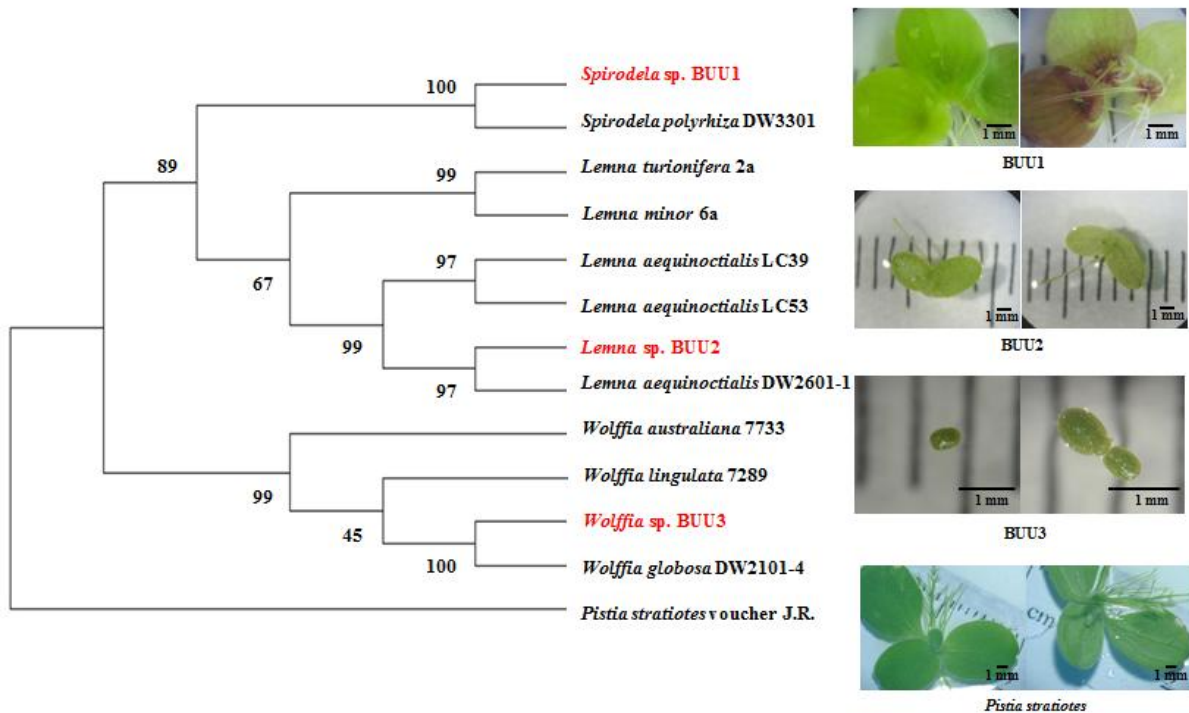 Spirodela sp. BUU1
100
Spirodela polyrhiza DW3301
89
Lemna turionifera 2a
99
Lemna minor 6a
Lemna aequinoctialis LC39
97
67
Lemna aequinoctialis LC53
99
Lemna sp. BUU2
97
Lemna aequinoctialis DW2601-1
Wolffia australiana 7733
99
Wolffia lingulata 7289
45
Wolffia sp. BUU3
100
Wolffia globosa DW2101-4
Pistia stratiotes voucher J.R.
1 mm
1 mm
BUU1
1 mm
1 mm
BUU2
1 mm
1 mm
BUU3
cm
1 mm
1 mm
Pistia stratiotes